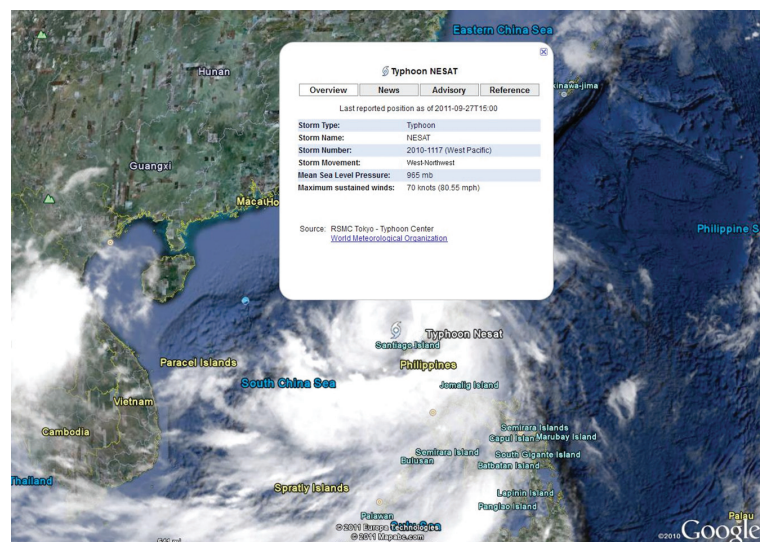 Eastern China Sea
Hunan
Typhoon NESAT
Overview News Advisory Reference
Last reported position as of 2011-09-27T15:00
Storm Type: Typhoon
Storm Name: NESAT
Storm Number: 2010-1117 (West Pacific)
Storm Movement: West-Northwest
Mean Sea Level Pressure: 965 mb
Maximum sustained winds: 70 knots (80.55 mph)
Source: RSMC Tokyo - Typhoon Center
World Meteorological Organization
kinawa-jima
Guangxi
Macau
Ho
Philippine S
Typhoon Nesat
Santiago Island
Paracel Islands
Philippines
South China Sea
Jomalig Island
Vietnam
Cambodia
Semirara Islands
Capul Islan
Marubay Island
Semirara Island
South Gigante Island
Bulusan
Batbatan Island
Thailand
Spratly Islands
Lapinin Island
Panglao Island
Palawan
Palau
© 2011 Europa Technologies
© 2011 Mapabc.com
©2010 Google